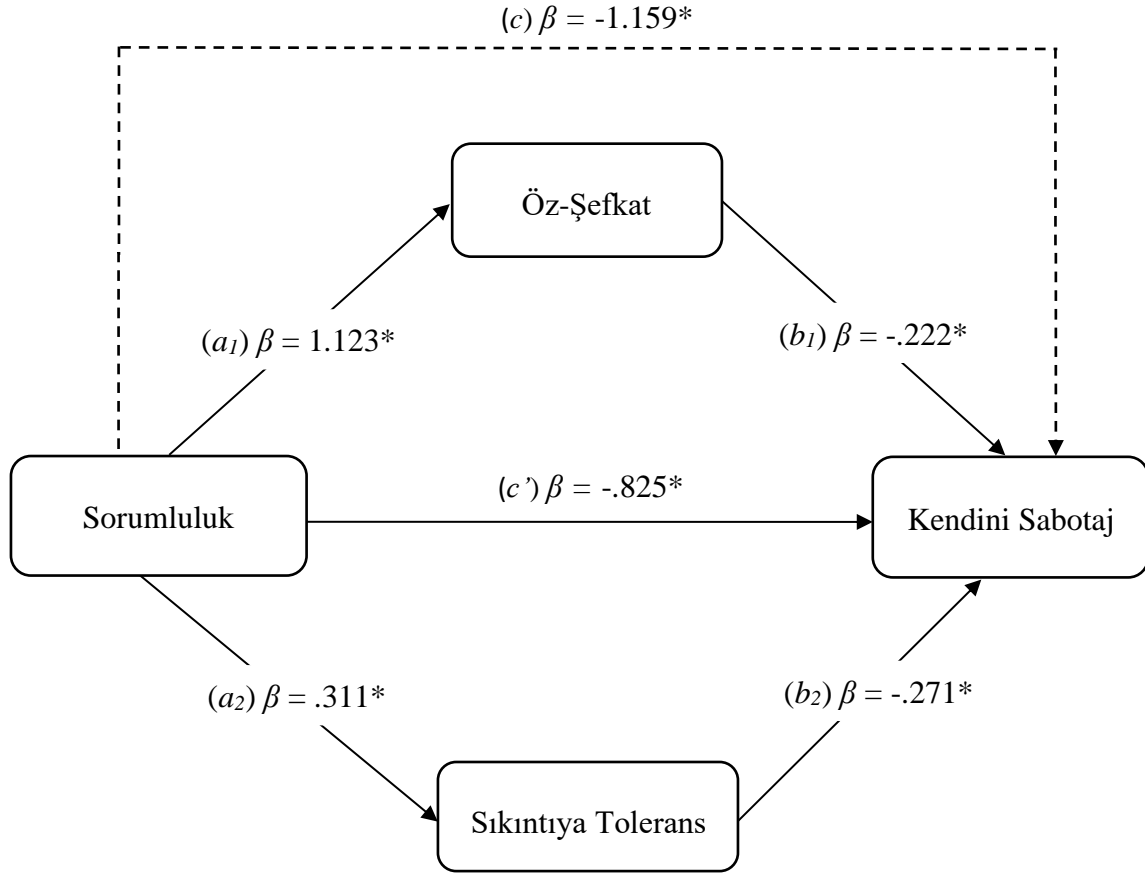 (c) β = -1.159*
Öz-Şefkat
(a₁) β = 1.123*
(b₁) β = -.222*
(c’) β = -.825*
Sorumluluk
Kendini Sabotaj
(a₂) β = .311*
(b₂) β = -.271*
Sıkıntıya Tolerans